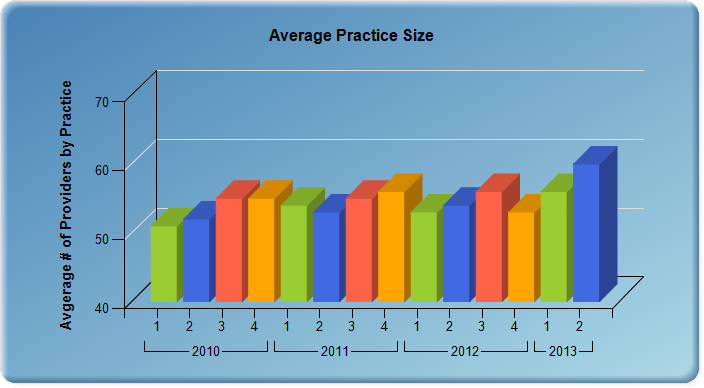 Average Practice Size
Avgerage # of Providers by Practice
70
60
50
40
1 2 3 4 1 2 3 4 1 2 3 4 1 2
2010 2011 2012 2013